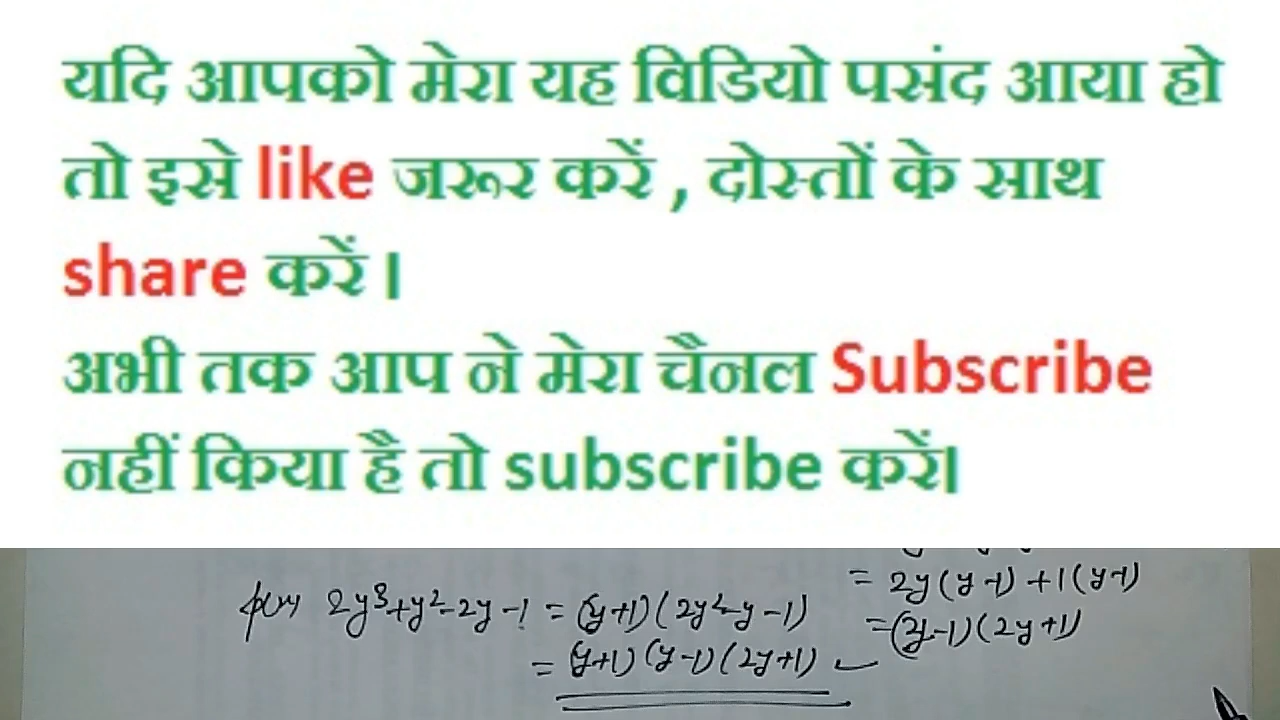 यदि आपको मेरा यह विडियो पसंद आया हो
तो इसे like जरूर करें , दोस्तों के साथ
share करें ।
अभी तक आप ने मेरा चैनल Subscribe
नहीं किया है तो subscribe करें।
2y³+y²-2y-1 = (y+1)(2y²-y-1)
= (y+1)(y-1)(2y+1)
= 2y(y-1)+1(y-1)
=(y-1)(2y+1)